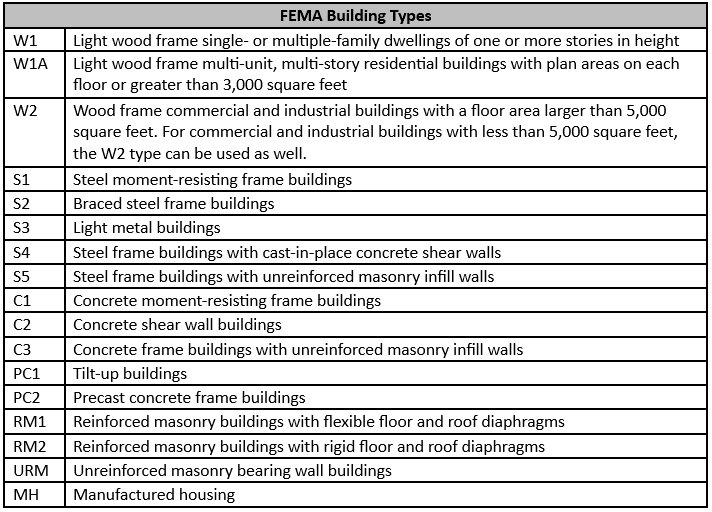 FEMA Building Types
W1 Light wood frame single- or multiple-family dwellings of one or more stories in height
W1A Light wood frame multi-unit, multi-story residential buildings with plan areas on each
floor or greater than 3,000 square feet
W2 Wood frame commercial and industrial buildings with a floor area larger than 5,000
square feet. For commercial and industrial buildings with less than 5,000 square feet,
the W2 type can be used as well.
S1 Steel moment-resisting frame buildings
S2 Braced steel frame buildings
S3 Light metal buildings
S4 Steel frame buildings with cast-in-place concrete shear walls
S5 Steel frame buildings with unreinforced masonry infill walls
C1 Concrete moment-resisting frame buildings
C2 Concrete shear wall buildings
C3 Concrete frame buildings with unreinforced masonry infill walls
PC1 Tilt-up buildings
PC2 Precast concrete frame buildings
RM1 Reinforced masonry buildings with flexible floor and roof diaphragms
RM2 Reinforced masonry buildings with rigid floor and roof diaphragms
URM Unreinforced masonry bearing wall buildings
MH Manufactured housing